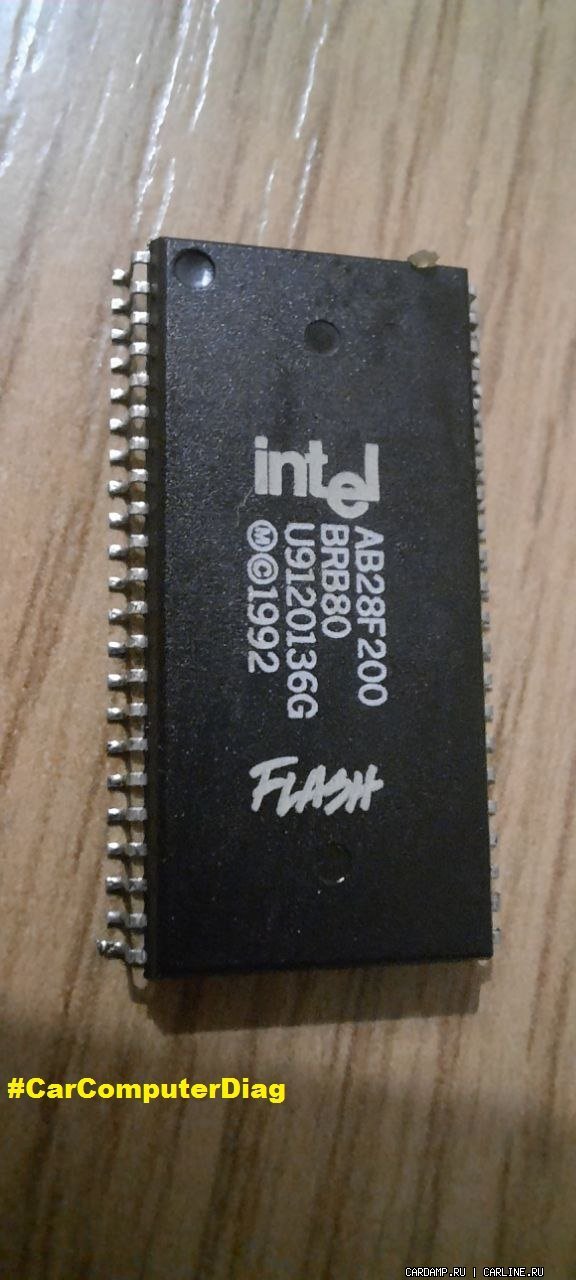 intel
AB28F200
BRB80
U9120136G
Ⓜ©1992
FLASH
#CarComputerDiag
CARDAMP.RU | CARLINE.RU